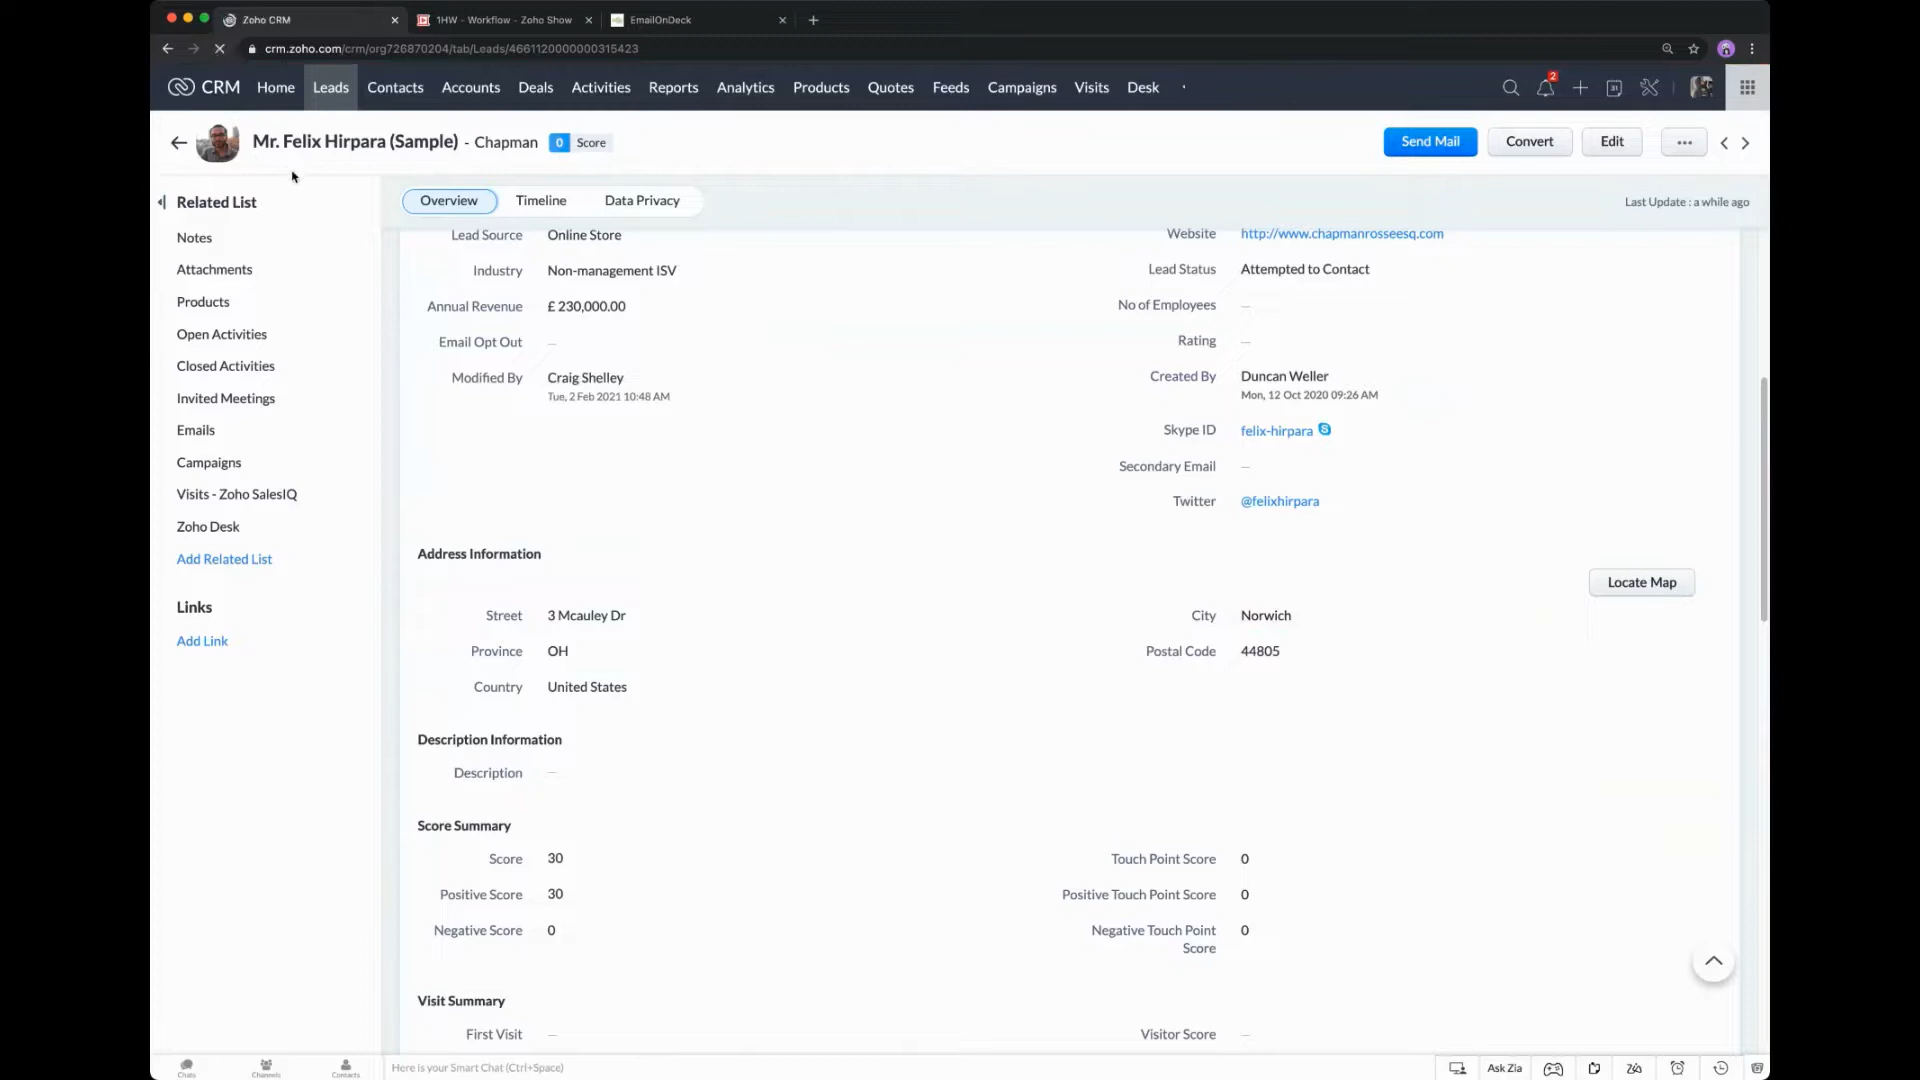 Zoho CRM
1HW - Workflow - Zoho Show
EmailOnDeck
crm.zoho.com/crm/org726870204/tab/Leads/4661120000000315423
CRM Home Leads Contacts Accounts Deals Activities Reports Analytics Products Quotes Feeds Campaigns Visits Desk
2
31
Mr. Felix Hirpara (Sample) - Chapman 0 Score
Send Mail Convert Edit
Related List
Notes
Attachments
Products
Open Activities
Closed Activities
Invited Meetings
Emails
Campaigns
Visits - Zoho SalesIQ
Zoho Desk
Add Related List
Links
Add Link
Overview Timeline Data Privacy
Last Update : a while ago
Lead Source Online Store
Website http://www.chapmanrosseesq.com
Industry Non-management ISV
Lead Status Attempted to Contact
Annual Revenue £ 230,000.00
No of Employees —
Email Opt Out —
Rating —
Modified By Craig Shelley
Tue, 2 Feb 2021 10:48 AM
Created By Duncan Weller
Mon, 12 Oct 2020 09:26 AM
Skype ID felix-hirpara
Secondary Email —
Twitter @felixhirpara
Address Information
Locate Map
Street 3 Mcauley Dr
City Norwich
Province OH
Postal Code 44805
Country United States
Description Information
Description —
Score Summary
Score 30
Touch Point Score 0
Positive Score 30
Positive Touch Point Score 0
Negative Score 0
Negative Touch Point
Score 0
Visit Summary
First Visit —
Visitor Score —
Chats Channels Contacts
Here is your Smart Chat (Ctrl+Space)
Ask Zia